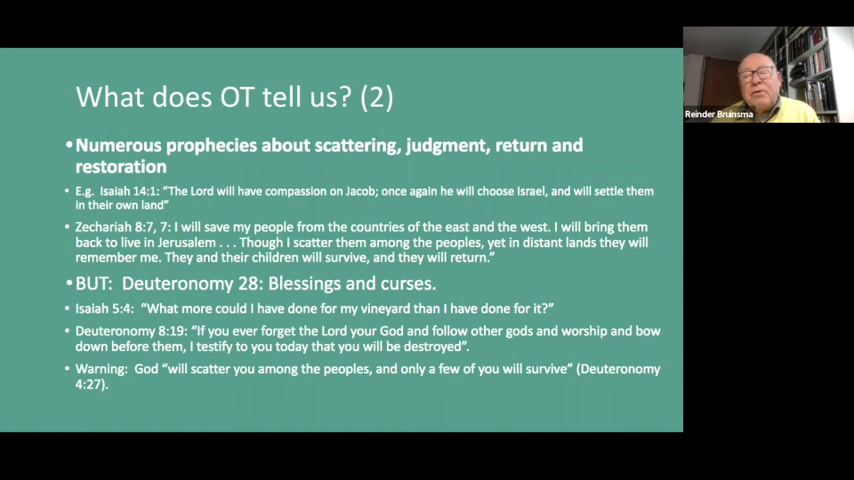 What does OT tell us? (2)
•Numerous prophecies about scattering, judgment, return and
restoration
• E.g. Isaiah 14:1: “The Lord will have compassion on Jacob; once again he will choose Israel, and will settle them
in their own land”
• Zechariah 8:7, 7: I will save my people from the countries of the east and the west. I will bring them
back to live in Jerusalem . . . Though I scatter them among the peoples, yet in distant lands they will
remember me. They and their children will survive, and they will return.”
•BUT: Deuteronomy 28: Blessings and curses.
• Isaiah 5:4: “What more could I have done for my vineyard than I have done for it?”
• Deuteronomy 8:19: “If you ever forget the Lord your God and follow other gods and worship and bow
down before them, I testify to you today that you will be destroyed”.
• Warning: God “will scatter you among the peoples, and only a few of you will survive” (Deuteronomy
4:27).
Reinder Bruinsma